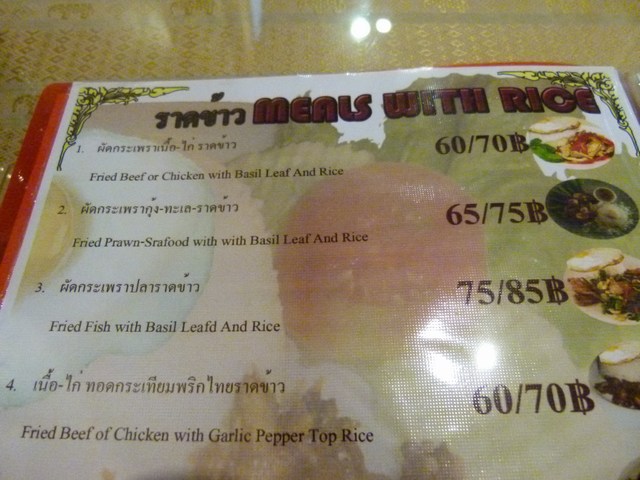 ราดข้าว MEALS WITH RICE
1. ผัดกระเพราเนื้อ-ไก่ ราดข้าว 60/70฿
Fried Beef or Chicken with Basil Leaf And Rice
2. ผัดกระเพรากุ้ง-ทะเล-ราดข้าว 65/75฿
Fried Prawn-Srafood with with Basil Leaf And Rice
3. ผัดกระเพราปลาราดข้าว 75/85฿
Fried Fish with Basil Leafd And Rice
4. เนื้อ-ไก่ ทอดกระเทียมพริกไทยราดข้าว 60/70฿
Fried Beef of Chicken with Garlic Pepper Top Rice